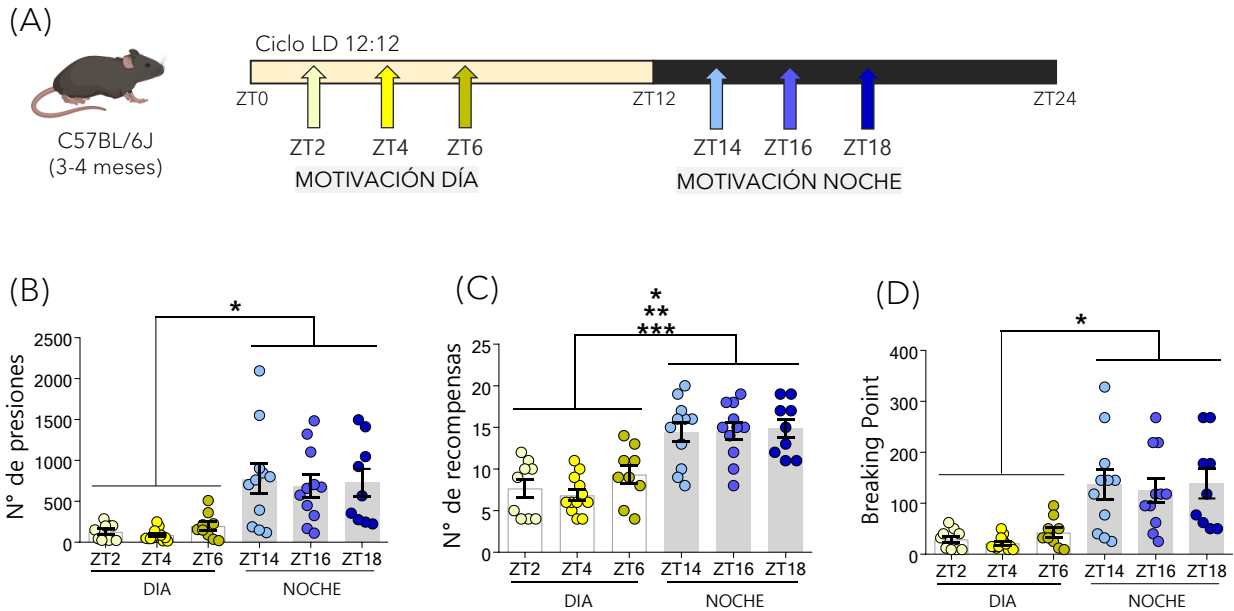 (A)
Ciclo LD 12:12
ZT0
ZT12
ZT24
C57BL/6J
(3-4 meses)
ZT2
ZT4
ZT6
ZT14
ZT16
ZT18
MOTIVACIÓN DÍA
MOTIVACIÓN NOCHE
(B)
*
N° de presiones
2500
2000
1500
1000
500
0
ZT2 ZT4 ZT6 ZT14 ZT16 ZT18
DIA NOCHE
(C)
*
**
***
N° de recompensas
25
20
15
10
5
0
ZT2 ZT4 ZT6 ZT14 ZT16 ZT18
DIA NOCHE
(D)
*
Breaking Point
400
300
200
100
0
ZT2 ZT4 ZT6 ZT14 ZT16 ZT18
DIA NOCHE